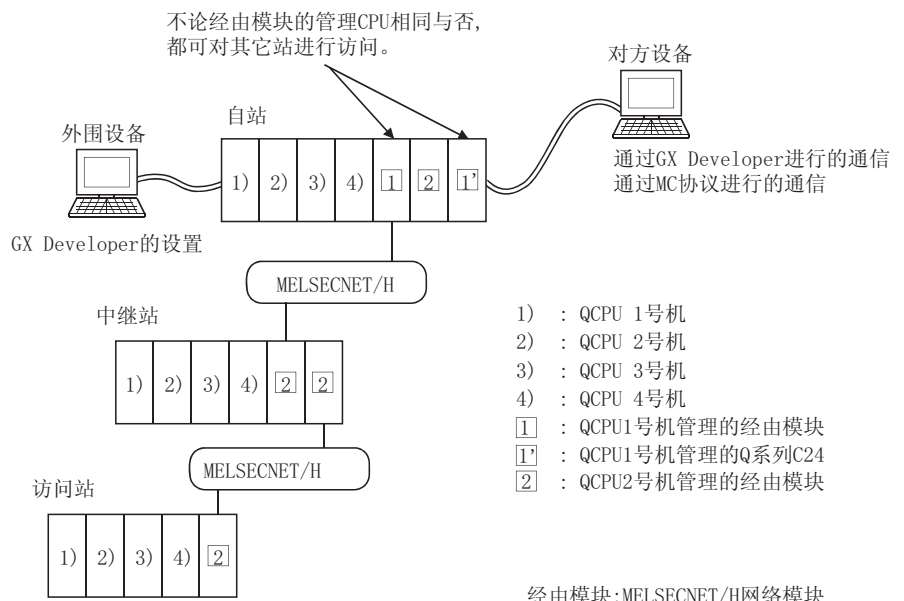 不论经由模块的管理CPU相同与否,
都可对其它站进行访问。
对方设备
自站
外围设备
1) 2) 3) 4) 1 2 1'
通过GX Developer进行的通信
通过MC协议进行的通信
GX Developer的设置
MELSECNET/H
中继站
1) 2) 3) 4) 2 2
1) : QCPU 1号机
2) : QCPU 2号机
3) : QCPU 3号机
4) : QCPU 4号机
1 : QCPU1号机管理的经由模块
1' : QCPU1号机管理的Q系列C24
2 : QCPU2号机管理的经由模块
MELSECNET/H
访问站
1) 2) 3) 4) 2
经由模块:MELSECNET/H网络模块